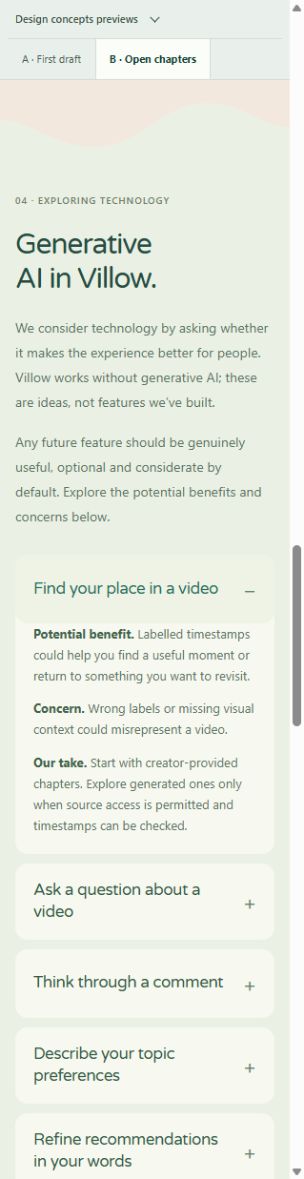 Design concepts previews
A · First draft
B · Open chapters
04 · EXPLORING TECHNOLOGY
Generative
AI in Villow.
We consider technology by asking whether
it makes the experience better for people.
Villow works without generative AI; these
are ideas, not features we've built.
Any future feature should be genuinely
useful, optional and considerate by
default. Explore the potential benefits and
concerns below.
Find your place in a video −
Potential benefit. Labelled timestamps
could help you find a useful moment or
return to something you want to revisit.
Concern. Wrong labels or missing visual
context could misrepresent a video.
Our take. Start with creator-provided
chapters. Explore generated ones only
when source access is permitted and
timestamps can be checked.
Ask a question about a
video +
Think through a comment +
Describe your topic
preferences +
Refine recommendations
in your words +